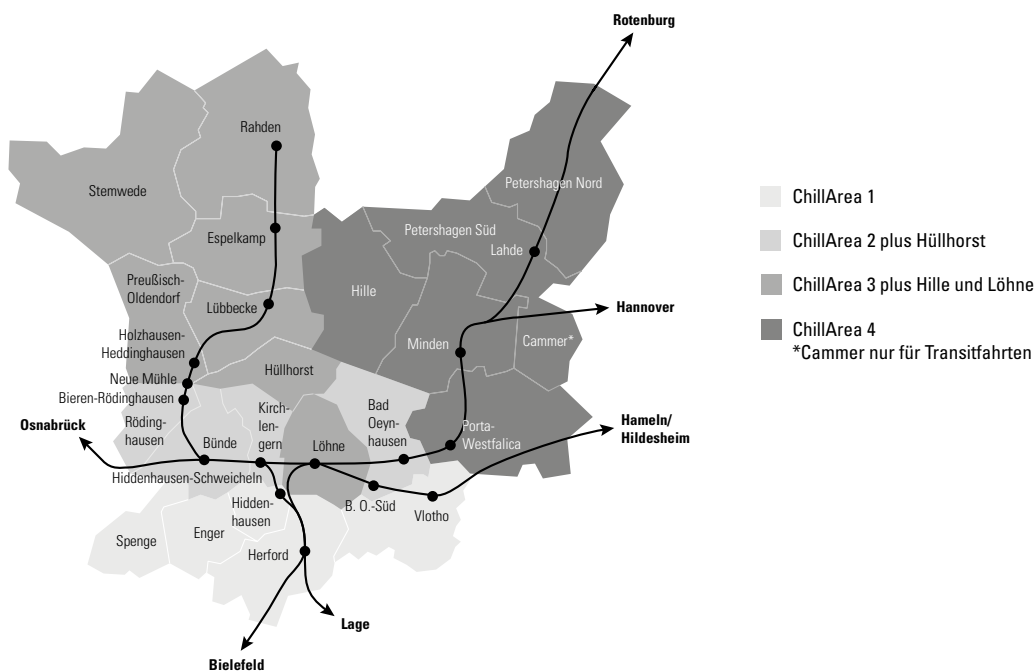 Rotenburg
Rahden
Stemwede
Petershagen Nord
ChillArea 1
Petershagen Süd
Espelkamp
ChillArea 2 plus Hüllhorst
Lahde
Preußisch-
Oldendorf
Hille
ChillArea 3 plus Hille und Löhne
Lübbecke
Hannover
ChillArea 4
*Cammer nur für Transitfahrten
Holzhausen-
Heddinghausen
Minden
Cammer*
Hüllhorst
Neue Mühle
Bieren-Rödinghausen
Kirch-
len-
gern
Bad
Oeyn-
hausen
Röding-
hausen
Osnabrück
Hameln/
Hildesheim
Porta-
Westfalica
Bünde
Löhne
Hiddenhausen-Schweicheln
Hidden-
hausen
B. O.-Süd
Vlotho
Enger
Spenge
Herford
Lage
Bielefeld